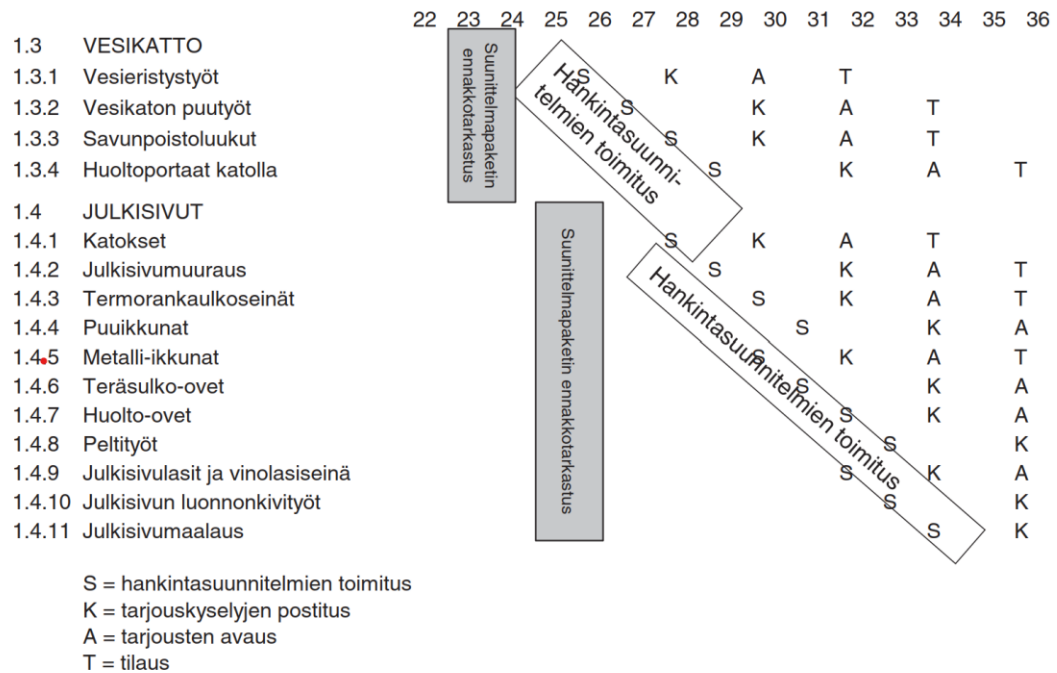 22 23 24 25 26 27 28 29 30 31 32 33 34 35 36
1.3 VESIKATTO
1.3.1 Vesieristystyöt S K A T
1.3.2 Vesikaton puutyöt S K A T
1.3.3 Savunpoistoluukut S K A T
1.3.4 Huoltoportaat katolla S K A T
Suunittelmapaketin
ennakkotarkastus
Hankintasuunni-
telmien toimitus
1.4 JULKISIVUT
1.4.1 Katokset S K A T
1.4.2 Julkisivumuuraus S K A T
1.4.3 Termorankaulkoseinät S K A T
1.4.4 Puuikkunat S K A
1.4.5 Metalli-ikkunat S K A T
1.4.6 Teräsulko-ovet S K A
1.4.7 Huolto-ovet S K A
1.4.8 Peltityöt S K
1.4.9 Julkisivulasit ja vinolasiseinä S K A
1.4.10 Julkisivun luonnonkivityöt S K
1.4.11 Julkisivumaalaus S K
Suunittelmapaketin ennakkotarkastus
Hankintasuunnitelmien toimitus
S = hankintasuunnitelmien toimitus
K = tarjouskyselyjen postitus
A = tarjousten avaus
T = tilaus